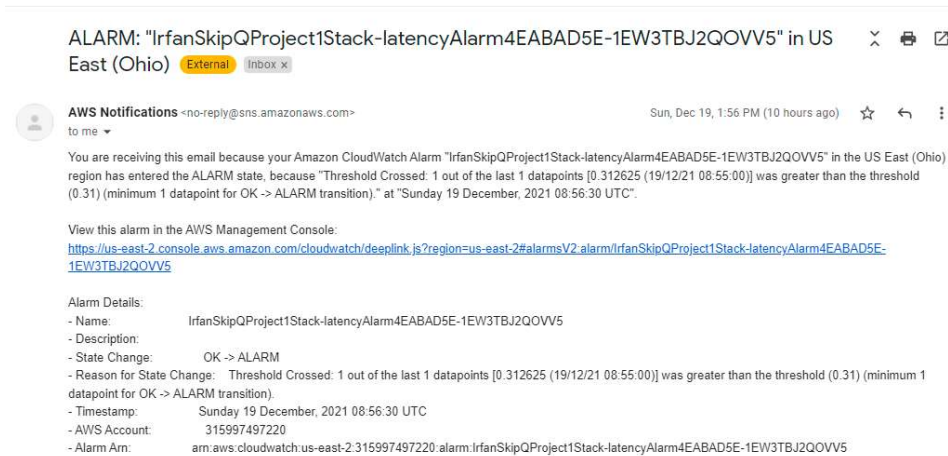 ALARM: "IrfanSkipQProject1Stack-latencyAlarm4EABAD5E-1EW3TBJ2QOVV5" in US
East (Ohio) External Inbox x
AWS Notifications <no-reply@sns.amazonaws.com> Sun, Dec 19, 1:56 PM (10 hours ago)
to me
You are receiving this email because your Amazon CloudWatch Alarm "IrfanSkipQProject1Stack-latencyAlarm4EABAD5E-1EW3TBJ2QOVV5" in the US East (Ohio)
region has entered the ALARM state, because "Threshold Crossed: 1 out of the last 1 datapoints [0.312625 (19/12/21 08:55:00)] was greater than the threshold
(0.31) (minimum 1 datapoint for OK -> ALARM transition)." at "Sunday 19 December, 2021 08:56:30 UTC".
View this alarm in the AWS Management Console:
https://us-east-2.console.aws.amazon.com/cloudwatch/deeplink.js?region=us-east-2#alarmsV2:alarm/IrfanSkipQProject1Stack-latencyAlarm4EABAD5E-
1EW3TBJ2QOVV5
Alarm Details:
- Name: IrfanSkipQProject1Stack-latencyAlarm4EABAD5E-1EW3TBJ2QOVV5
- Description:
- State Change: OK -> ALARM
- Reason for State Change: Threshold Crossed: 1 out of the last 1 datapoints [0.312625 (19/12/21 08:55:00)] was greater than the threshold (0.31) (minimum 1
datapoint for OK -> ALARM transition).
- Timestamp: Sunday 19 December, 2021 08:56:30 UTC
- AWS Account: 315997497220
- Alarm Arn: arn:aws:cloudwatch:us-east-2:315997497220:alarm:IrfanSkipQProject1Stack-latencyAlarm4EABAD5E-1EW3TBJ2QOVV5